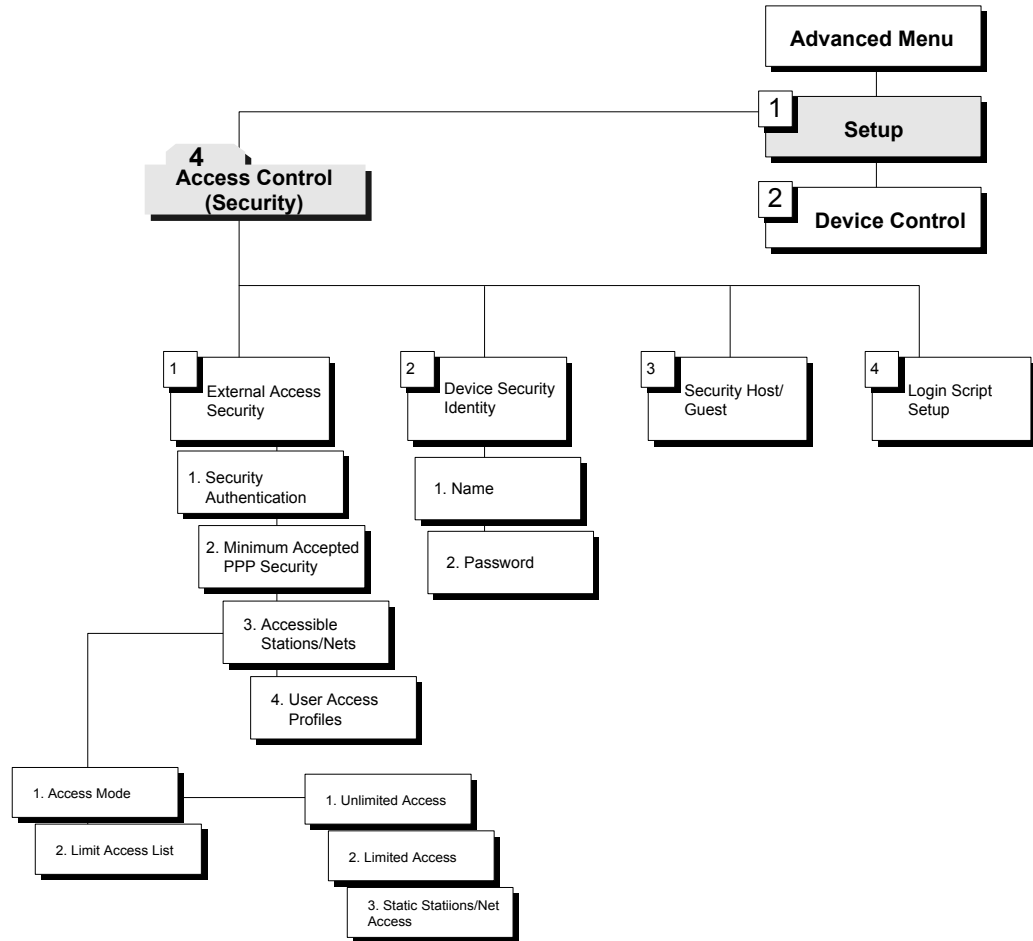 Advanced Menu
1
Setup
4
Access Control
(Security)
2
Device Control
1
External Access
Security
2
Device Security
Identity
3
Security Host/
Guest
4
Login Script
Setup
1. Security
Authentication
1. Name
2. Minimum Accepted
PPP Security
2. Password
3. Accessible
Stations/Nets
4. User Access
Profiles
1. Access Mode
2. Limit Access List
1. Unlimited Access
2. Limited Access
3. Static Statiions/Net
Access